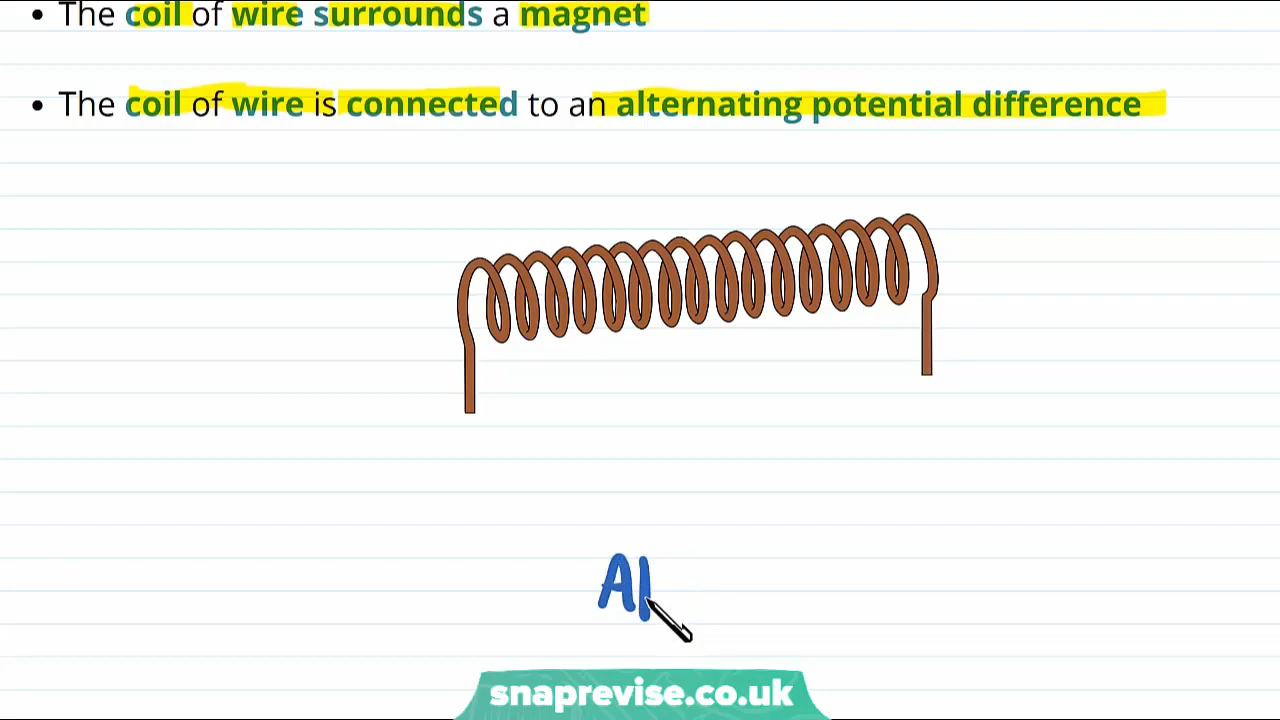 • The coil of wire surrounds a magnet
• The coil of wire is connected to an alternating potential difference
Al
snaprevise.co.uk